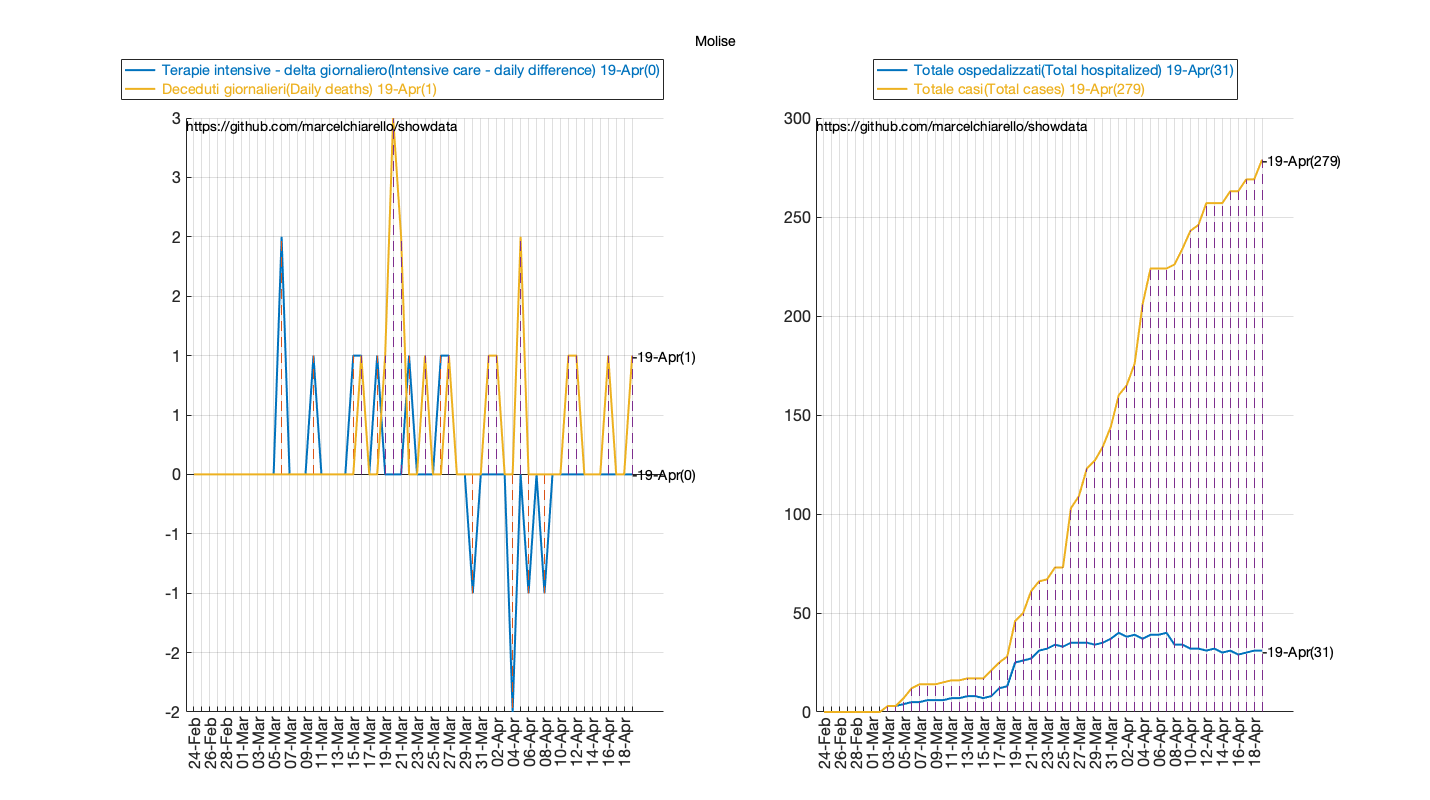 Molise
Terapie intensive - delta giornaliero(Intensive care - daily difference) 19-Apr(0)
Deceduti giornalieri(Daily deaths) 19-Apr(1)
https://github.com/marcelchiarello/showdata
3
3
2
2
1
1
0
-1
-1
-2
-2
-19-Apr(1)
-19-Apr(0)
24-Feb
26-Feb
28-Feb
01-Mar
03-Mar
05-Mar
07-Mar
09-Mar
11-Mar
13-Mar
15-Mar
17-Mar
19-Mar
21-Mar
23-Mar
25-Mar
27-Mar
29-Mar
31-Mar
02-Apr
04-Apr
06-Apr
08-Apr
10-Apr
12-Apr
14-Apr
16-Apr
18-Apr
Totale ospedalizzati(Total hospitalized) 19-Apr(31)
Totale casi(Total cases) 19-Apr(279)
https://github.com/marcelchiarello/showdata
300
250
200
150
100
50
0
-19-Apr(279)
-19-Apr(31)
24-Feb
26-Feb
28-Feb
01-Mar
03-Mar
05-Mar
07-Mar
09-Mar
11-Mar
13-Mar
15-Mar
17-Mar
19-Mar
21-Mar
23-Mar
25-Mar
27-Mar
29-Mar
31-Mar
02-Apr
04-Apr
06-Apr
08-Apr
10-Apr
12-Apr
14-Apr
16-Apr
18-Apr